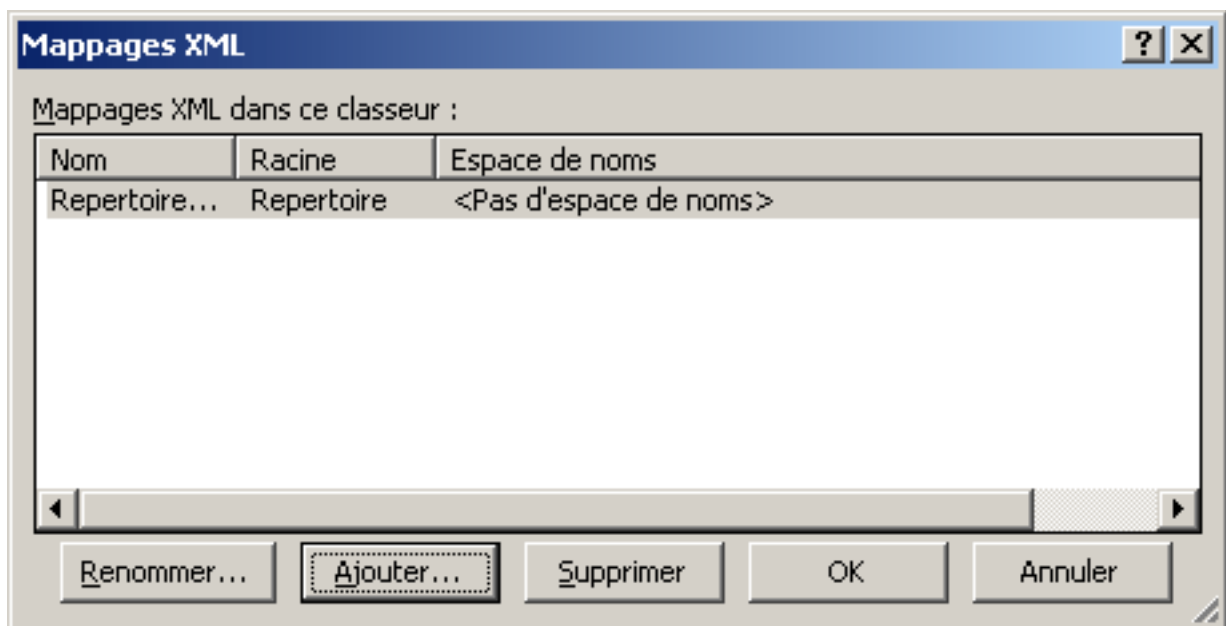 Mappages XML
Mappages XML dans ce classeur :
Nom Racine Espace de noms
Repertoire... Repertoire <Pas d'espace de noms>
Renommer... Ajouter... Supprimer OK Annuler